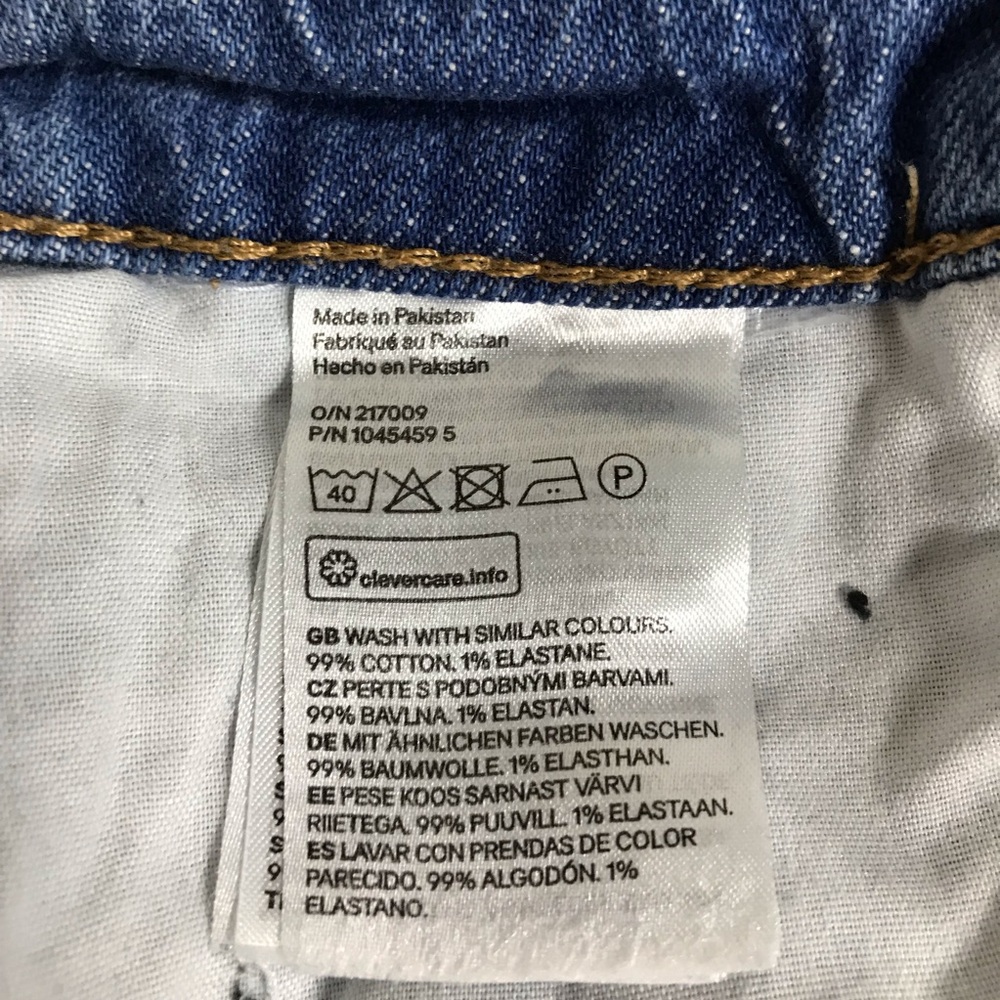 Made in Pakistan
Fabriqué au Pakistan
Hecho en Pakistán
O/N 217009
P/N 1045459 5
40 P
clevercare.info
GB WASH WITH SIMILAR COLOURS.
99% COTTON. 1% ELASTANE.
CZ PERTE S PODOBNÝMI BARVAMI.
99% BAVLNA. 1% ELASTAN.
DE MIT ÄHNLICHEN FARBEN WASCHEN.
99% BAUMWOLLE. 1% ELASTHAN.
EE PESE KOOS SARNAST VÄRVI
RIIETEGA. 99% PUUVILL. 1% ELASTAAN.
ES LAVAR CON PRENDAS DE COLOR
PARECIDO. 99% ALGODÓN. 1%
ELASTANO.